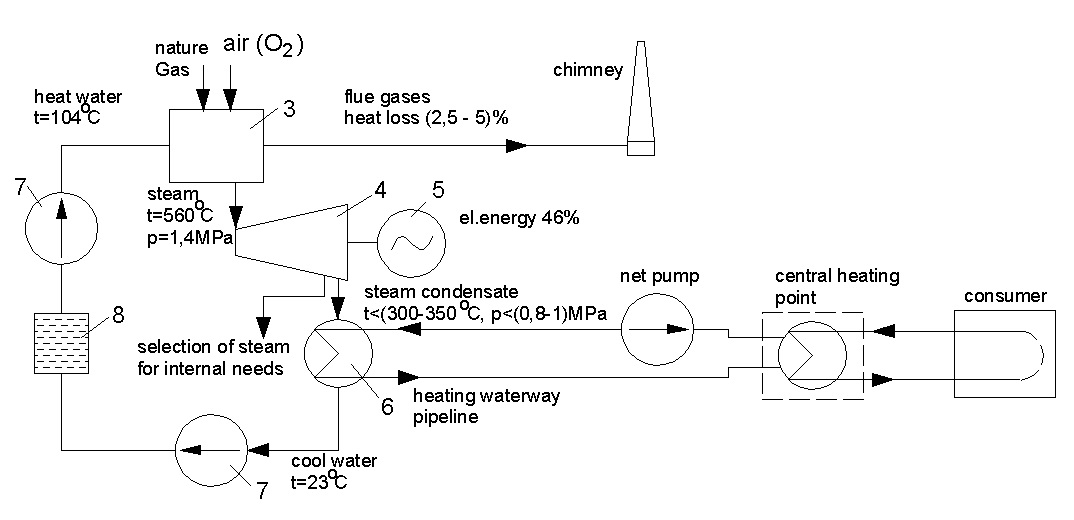 nature
Gas
air (O2)
chimney
heat water
t=104°C
3
flue gases
heat loss (2,5 - 5)%
7
steam
t=560°C
p=1,4MPa
4
5
el.energy 46%
net pump
central heating
point
consumer
steam condensate
t<(300-350°C, p<(0,8-1)MPa
8
selection of steam
for internal needs
6
heating waterway
pipeline
cool water
t=23°C
7